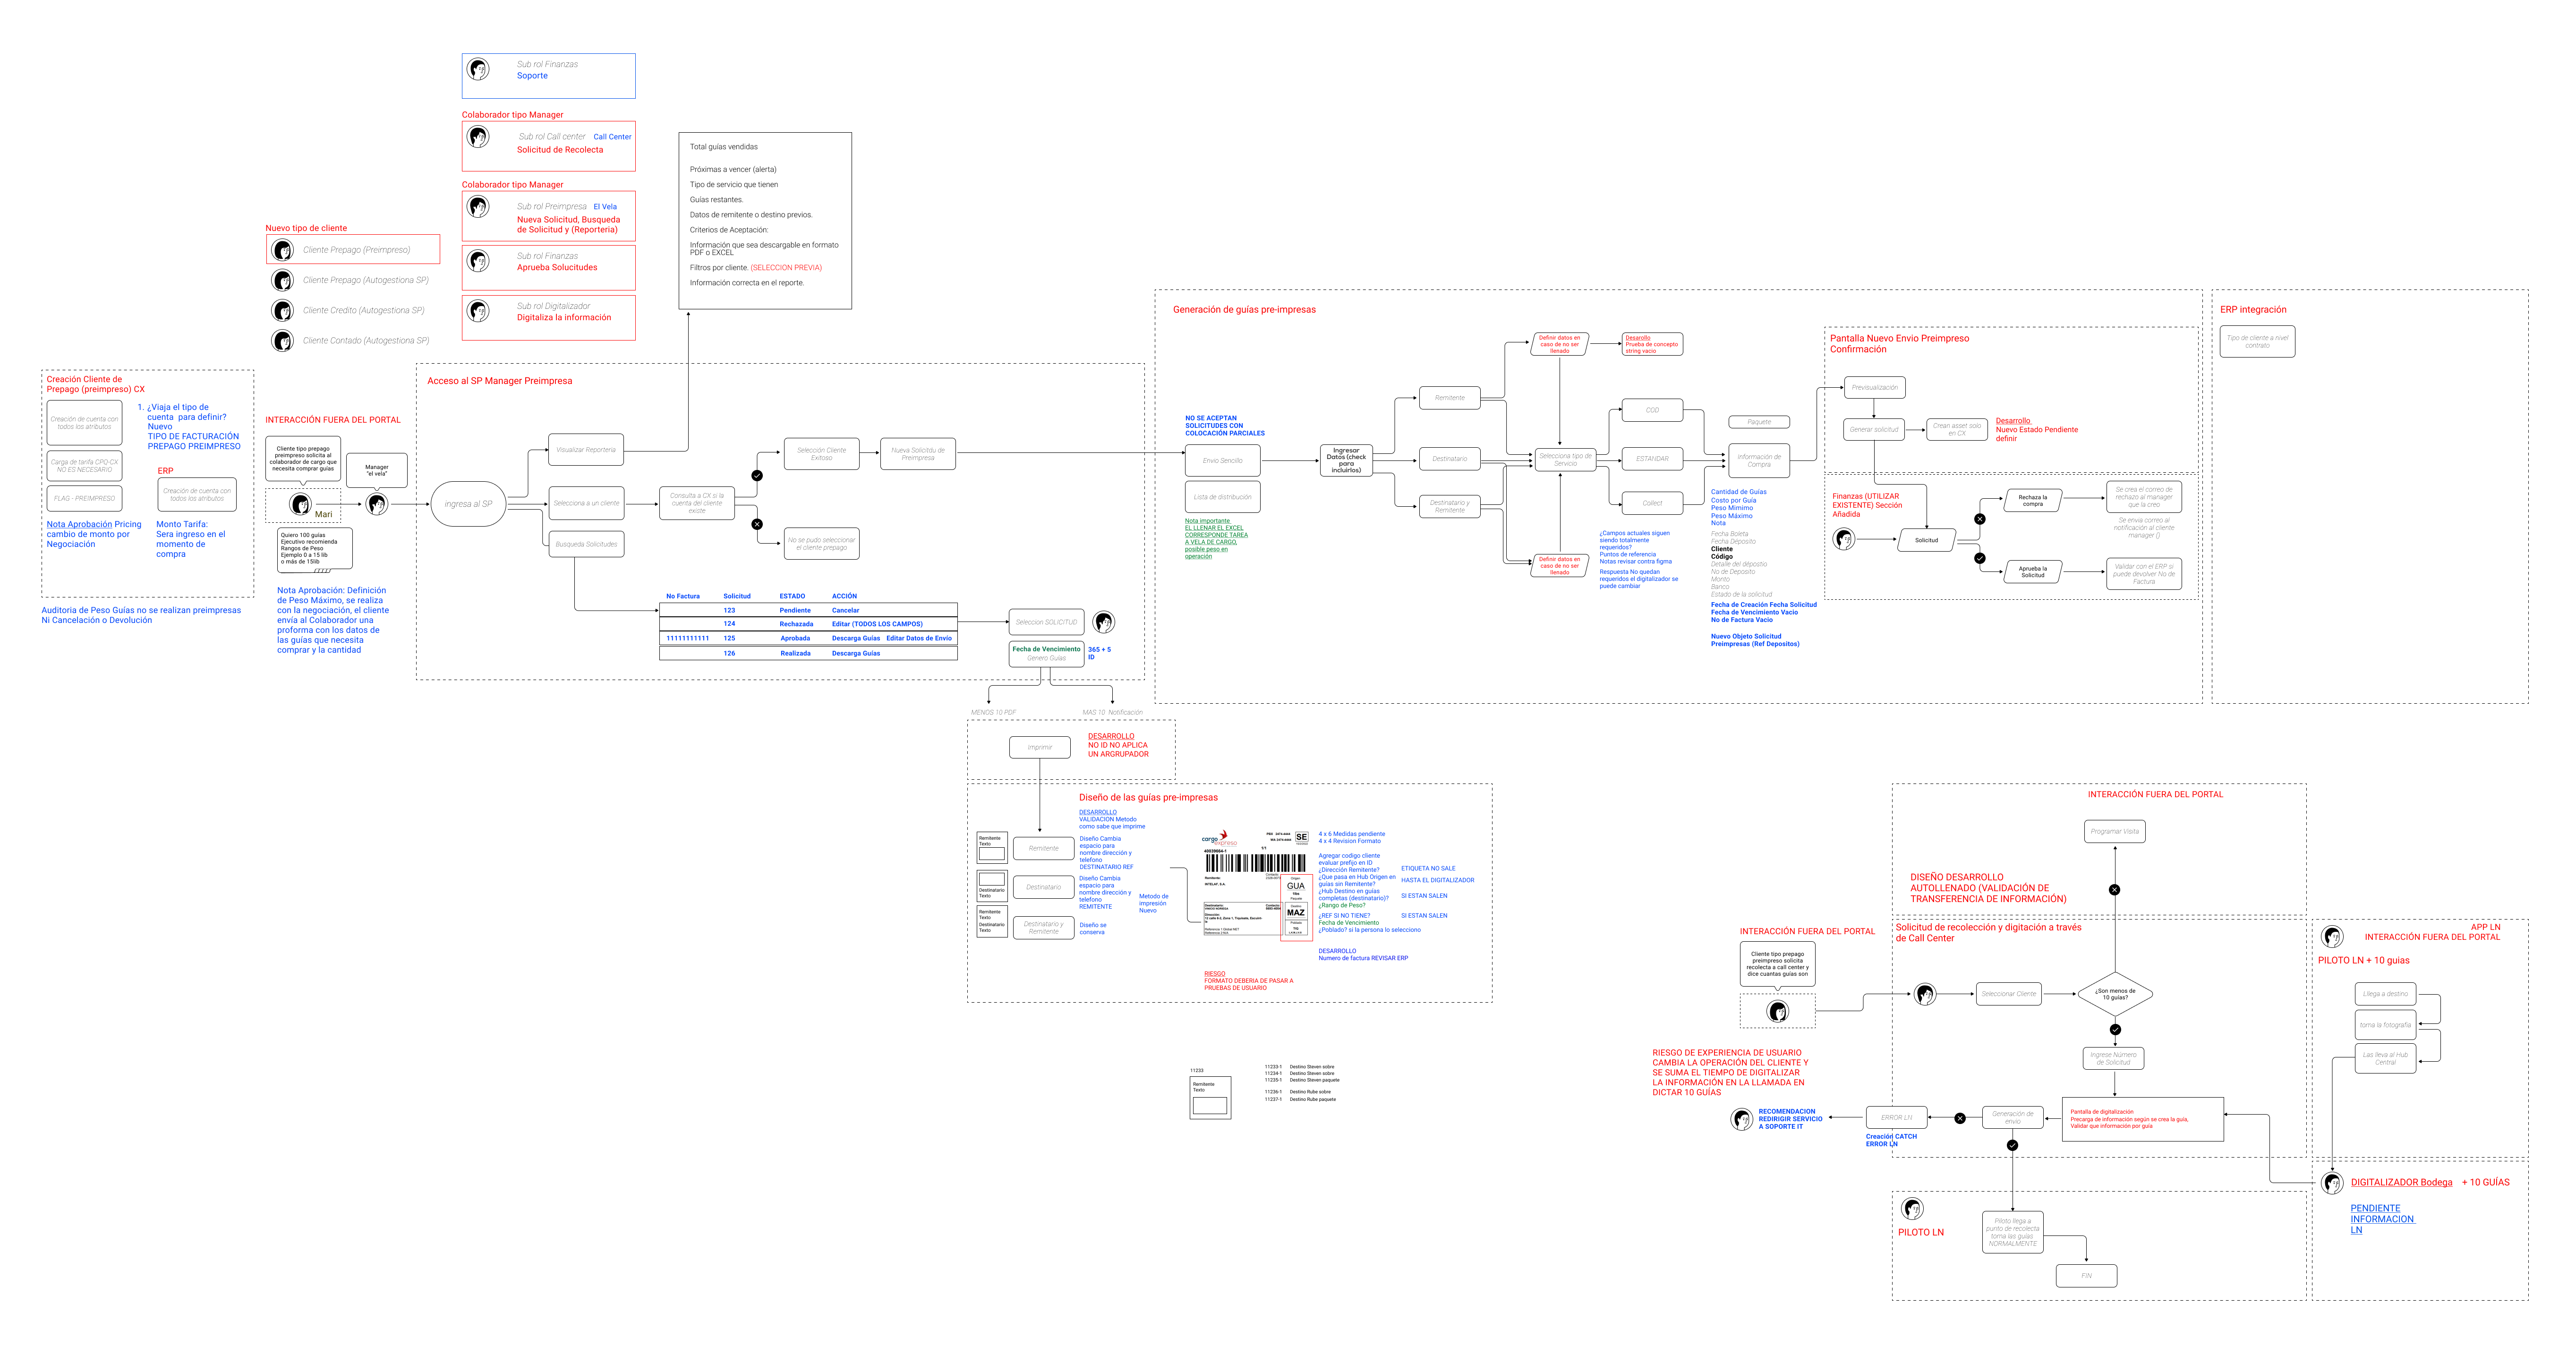 Sub rol Finanzas
Soporte
Colaborador tipo Manager
Sub rol Call center Call Center
Solicitud de Recolecta
Colaborador tipo Manager
Sub rol Preimpresa El Vela
Nueva Solicitud, Busqueda
de Solicitud y (Reporteria)
Sub rol Finanzas
Aprueba Solucitudes
Sub rol Digitalizador
Digitaliza la información
Nuevo tipo de cliente
Cliente Prepago (Preimpreso)
Cliente Prepago (Autogestiona SP)
Cliente Credito (Autogestiona SP)
Cliente Contado (Autogestiona SP)
Total guías vendidas
Próximas a vencer (alerta)
Tipo de servicio que tienen
Guías restantes.
Datos de remitente o destino previos.
Criterios de Aceptación:
Información que sea descargable en formato
PDF o EXCEL
Filtros por cliente. (SELECCION PREVIA)
Información correcta en el reporte.
Creación Cliente de
Prepago (preimpreso) CX
Creación de cuenta con
todos los atributos
Carga de tarifa CPQ-CX
NO ES NECESARIO
FLAG - PREIMPRESO
1. ¿Viaja el tipo de
cuenta para definir?
Nuevo
TIPO DE FACTURACIÓN
PREPAGO PREIMPRESO
ERP
Creación de cuenta con
todos los atributos
Nota Aprobación Pricing
cambio de monto por
Negociación
Monto Tarifa:
Sera ingreso en el
momento de
compra
Auditoria de Peso Guías no se realizan preimpresas
Ni Cancelación o Devolución
INTERACCIÓN FUERA DEL PORTAL
Cliente tipo prepago
preimpreso solicita al
colaborador de cargo que
necesita comprar guías
Manager
"el vela"
Mari
Quiero 100 guías
Ejecutivo recomienda
Rangos de Peso
Ejemplo 0 a 15 lib
o más de 15lib
Nota Aprobación: Definición
de Peso Máximo, se realiza
con la negociación, el cliente
envía al Colaborador una
proforma con los datos de
las guías que necesita
comprar y la cantidad
Acceso al SP Manager Preimpresa
ingresa al SP
Visualizar Reporteria
Selecciona a un cliente
Busqueda Solicitudes
Consulta a CX si la
cuenta del cliente
existe
Selección Cliente
Exitoso
Nueva Solicitdu de
Preimpresa
No se pudo seleccionar
el cliente prepago
No Factura Solicitud ESTADO ACCIÓN
123 Pendiente Cancelar
124 Rechazada Editar (TODOS LOS CAMPOS)
11111111111 125 Aprobada Descarga Guías Editar Datos de Envío
126 Realizada Descarga Guías
Seleccion SOLICITUD
Fecha de Vencimiento
Genero Guías
365 + 5
ID
MENOS 10 PDF
MAS 10 Notificación
Imprimir
DESARROLLO
NO ID NO APLICA
UN ARGRUPADOR
Generación de guías pre-impresas
NO SE ACEPTAN
SOLICITUDES CON
COLOCACIÓN PARCIALES
Envio Sencillo
Lista de distribución
Nota importante
EL LLENAR EL EXCEL
CORRESPONDE TAREA
A VELA DE CARGO,
posible peso en
operación
Ingresar
Datos (check
para
incluirlos)
Remitente
Destinatario
Destinatario y
Remitente
Definir datos en
caso de no ser
llenado
Desarollo
Prueba de concepto
string vacio
Selecciona tipo de
Servicio
Definir datos en
caso de no ser
llenado
COD
ESTANDAR
Collect
¿Campos actuales siguen
siendo totalmente
requeridos?
Puntos de referencia
Notas revisar contra figma
Respuesta No quedan
requeridos el digitalizador se
puede cambiar
Paquete
Información de
Compra
Cantidad de Guías
Costo por Guía
Peso Mimimo
Peso Máximo
Nota
Fecha Boleta
Fecha Déposito
Cliente
Código
Detalle del dépostio
No de Deposito
Monto
Banco
Estado de la solicitud
Fecha de Creación Fecha Solicitud
Fecha de Vencimiento Vacio
No de Factura Vacio
Nuevo Objeto Solicitud
Preimpresas (Ref Depositos)
Pantalla Nuevo Envio Preimpreso
Confirmación
Previsualización
Generar solicitud
Crean asset solo
en CX
Desarrollo
Nuevo Estado Pendiente
definir
Finanzas (UTILIZAR
EXISTENTE) Sección
Añadida
Solicitud
Rechaza la
compra
Se crea el correo de
rechazo al manager
que la creo
Se envia correo al
notificación al cliente
manager ()
Aprueba la
Solicitud
Validar con el ERP si
puede devolver No.de
Factura
ERP integración
Tipo de cliente a nivel
contrato
Diseño de las guías pre-impresas
DESARROLLO
VALIDACION Metodo
como sabe que imprime
Remitente
Texto
Remitente
Diseño Cambia
espacio para
nombre dirección y
telefono
DESTINATARIO REF
Destinatario
Texto
Destinatario
Diseño Cambia
espacio para
nombre dirección y
telefono
REMITENTE
Remitente
Texto
Destinatario
Texto
Destinatario y
Remitente
Diseño se
conserva
Metodo de
impresión
Nuevo
cargo
expreso
SE
1/1
Remitente:
Origen
GUA
Paquete
Destinatario:
Destino
MAZ
Dirección:
4 x 6 Medidas pendiente
4 x 4 Revision Formato
Agregar codigo cliente
evaluar prefijo en ID
¿Dirección Remitente?
¿Que pasa en Hub Origen en
guías sin Remitente?
¿Hub Destino en guías
completas (destinatario)?
¿Rango de Peso?
¿REF SI NO TIENE?
Fecha de Vencimiento
¿Poblado? si la persona lo selecciono
ETIQUETA NO SALE
HASTA EL DIGITALIZADOR
SI ESTAN SALEN
SI ESTAN SALEN
DESARROLLO
Numero de factura REVISAR ERP
RIESGO
FORMATO DEBERIA DE PASAR A
PRUEBAS DE USUARIO
11233
Remitente
Texto
11233-1 Destino Steven sobre
11234-1 Destino Steven sobre
11235-1 Destino Steven paquete
11236-1 Destino Rube sobre
11237-1 Destino Rube paquete
INTERACCIÓN FUERA DEL PORTAL
Programar Visita
DISEÑO DESARROLLO
AUTOLLENADO (VALIDACIÓN DE
TRANSFERENCIA DE INFORMACIÓN)
INTERACCIÓN FUERA DEL PORTAL
Cliente tipo prepago
preimpreso solicita
recolecta a call center y
dice cuantas guías son
Solicitud de recolección y digitación a través
de Call Center
Seleccionar Cliente
¿Son menos de
10 guías?
Ingrese Número
de Solicitud
Pantalla de digitalización
Precarga de información según se crea la guía,
Validar que información por guía
Generación de
envio
ERROR LN
Creación CATCH
ERROR LN
RECOMENDACION
REDIRIGIR SERVICIO
A SOPORTE IT
RIESGO DE EXPERIENCIA DE USUARIO
CAMBIA LA OPERACIÓN DEL CLIENTE Y
SE SUMA EL TIEMPO DE DIGITALIZAR
LA INFORMACIÓN EN LA LLAMADA EN
DICTAR 10 GUÍAS
PILOTO LN
Piloto llega a
punto de recolecta
toma las guías
NORMALMENTE
FIN
APP LN
INTERACCIÓN FUERA DEL PORTAL
PILOTO LN + 10 guias
Lllega a destino
toma la fotografía
Las lleva al Hub
Central
DIGITALIZADOR Bodega + 10 GUÍAS
PENDIENTE
INFORMACION
LN